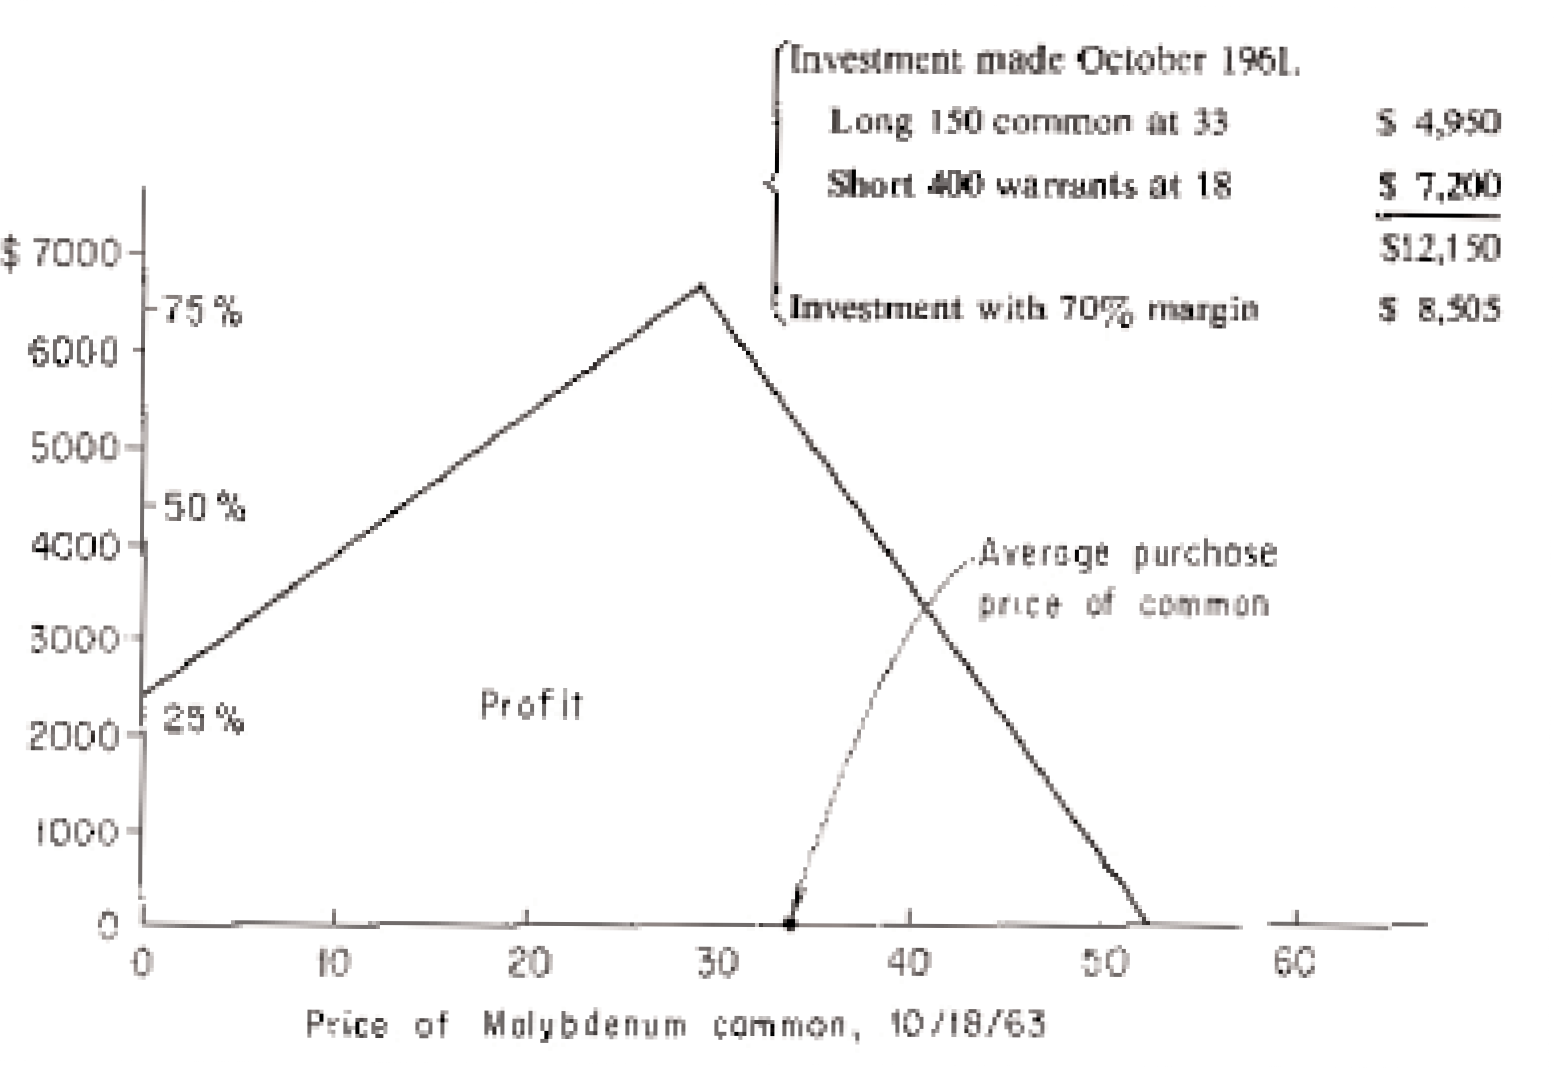 Investment made October 1961.
Long 150 common at 33 $ 4,950
Short 400 warrants at 18 $ 7,200
$12,150
Investment with 70% margin $ 8,505
$ 7000
75 %
6000
5000
50 %
4000
Average purchase
price of common
3000
Profit
25 %
2000
1000
0
0 10 20 30 40 50 60
Price of Molybdenum common, 10/18/63